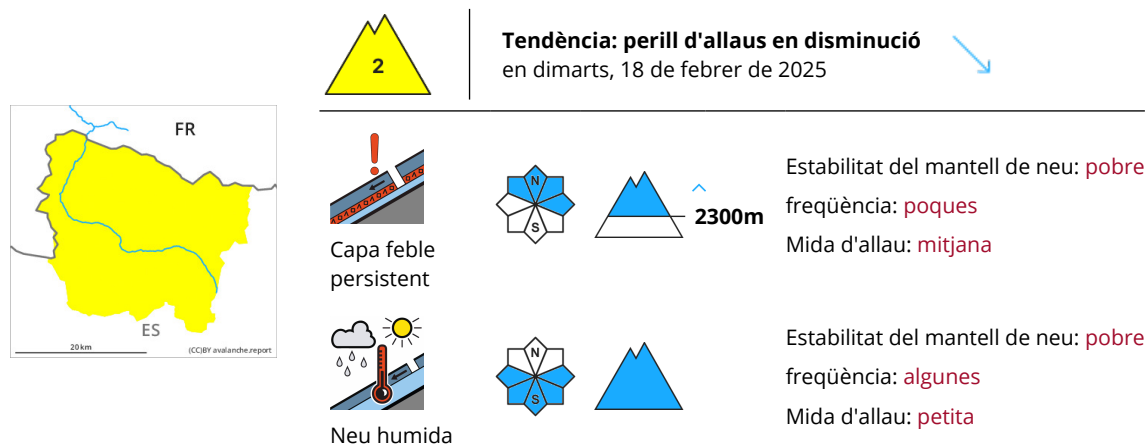 2
Tendència: perill d'allaus en disminució
en dimarts, 18 de febrer de 2025
FR
ES
20 km
(CC)BY avalanche.report
Capa feble
persistent
N
S
2300m
Estabilitat del mantell de neu: pobre
freqüència: poques
Mida d'allau: mitjana
Neu humida
N
S
Estabilitat del mantell de neu: pobre
freqüència: algunes
Mida d'allau: petita